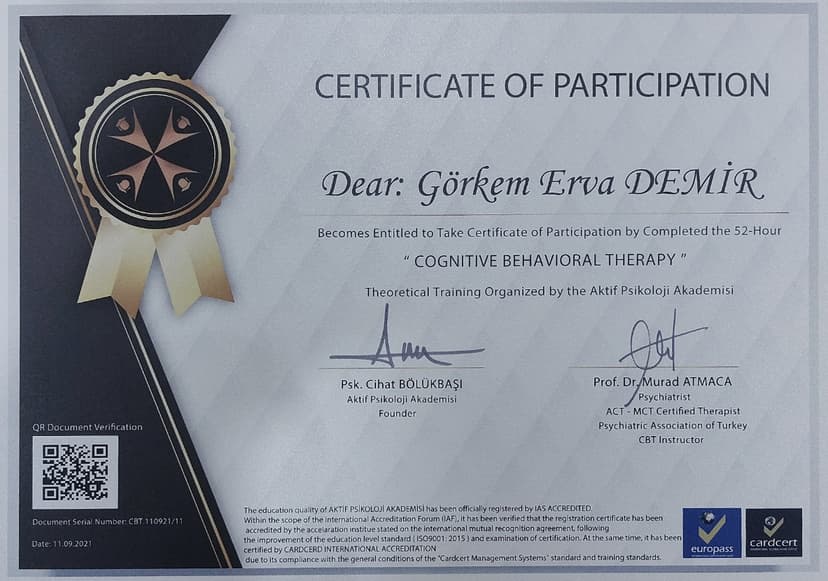 CERTIFICATE OF PARTICIPATION
Dear: Görkem Erva DEMİR
Becomes Entitled to Take Certificate of Participation by Completed the 52-Hour
“ COGNITIVE BEHAVIORAL THERAPY ”
Theoretical Training Organized by the Aktif Psikoloji Akademisi
Psk. Cihat BÖLÜKBAŞI
Aktif Psikoloji Akademisi
Founder
Prof. Dr. Murad ATMACA
Psychiatrist
ACT - MCT Certified Therapist
Psychiatric Association of Turkey
CBT Instructor
QR Document Verification
Document Serial Number: CBT.110921/11
Date: 11.09.2021
The education quality of AKTİF PSİKOLOJİ AKADEMİSİ has been officially registered by IAS ACCREDITED.
Within the scope of the International Accreditation Forum (IAF), it has been verified that the registration certificate has been
accredited by the accelaration institue stated on the international mutual recognition agreement, following
the improvement of the education level standard ( ISO9001: 2015 ) and examination of certification. At the same time, it has been
certified by CARDCERD INTERNATIONAL ACCREDITATION
due to its compliance with the general conditions of the "Cardcert Management Systems" standard and training standards.
europass
cardcert